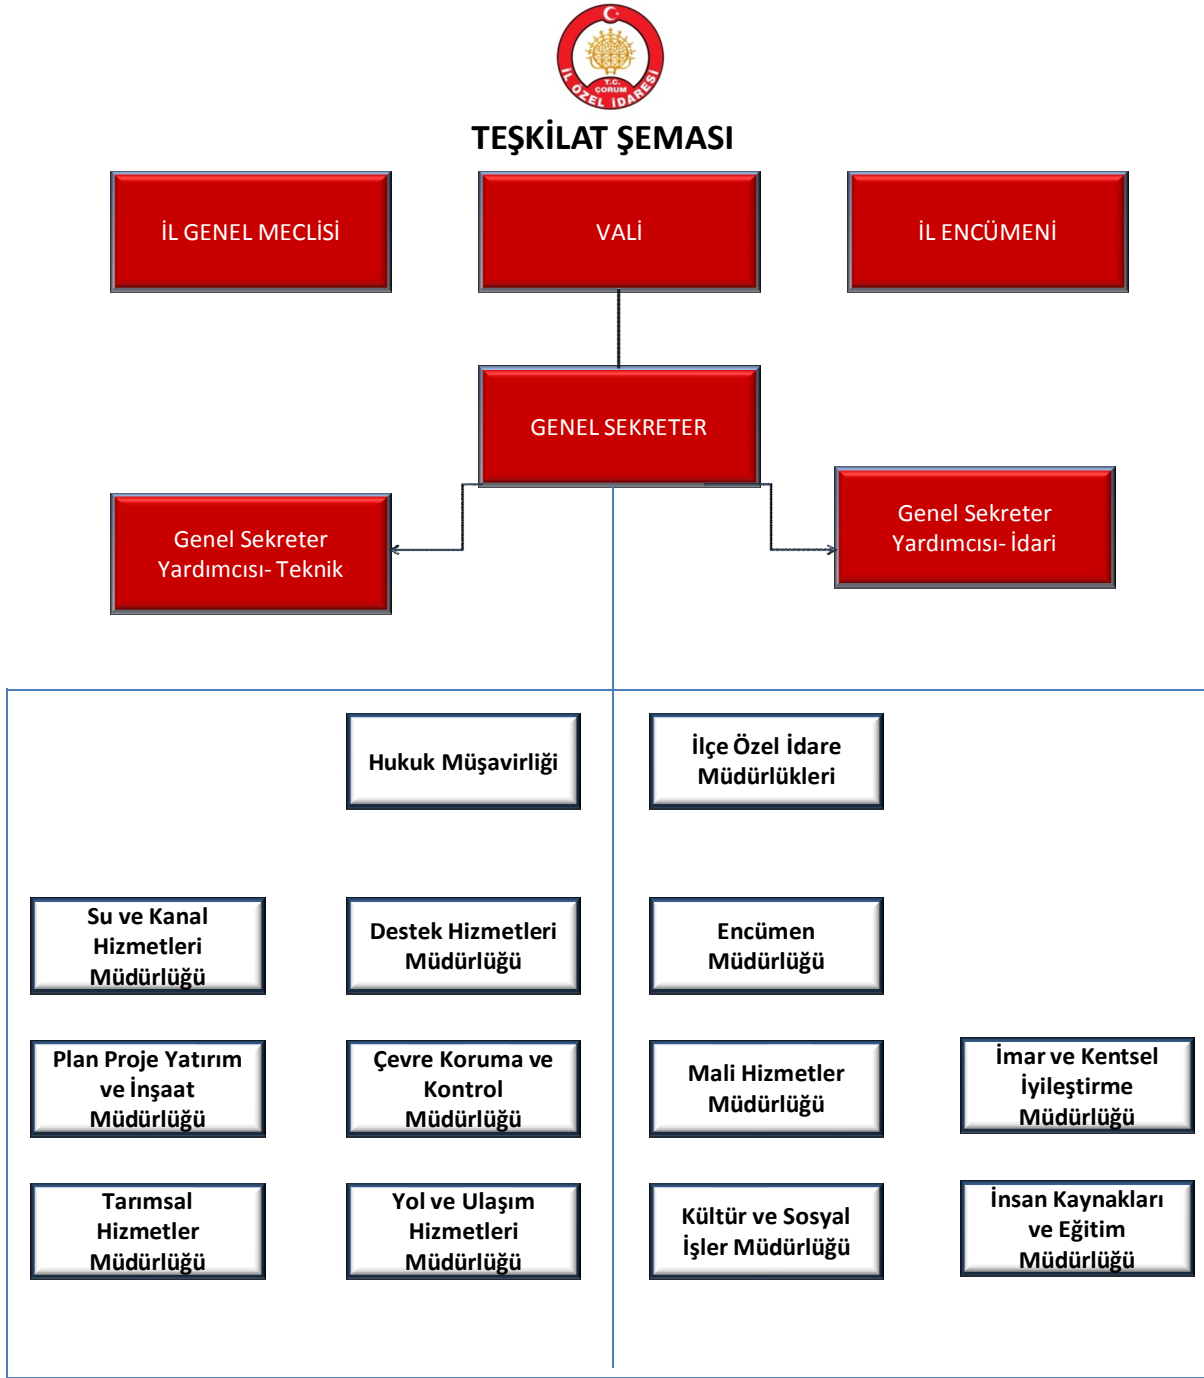 T.C.
ÇORUM
İL ÖZEL İDARESİ
TEŞKİLAT ŞEMASI
İL GENEL MECLİSİ
VALİ
İL ENCÜMENİ
GENEL SEKRETER
Genel Sekreter
Yardımcısı- Teknik
Genel Sekreter
Yardımcısı- İdari
Hukuk Müşavirliği
İlçe Özel İdare
Müdürlükleri
Su ve Kanal
Hizmetleri
Müdürlüğü
Destek Hizmetleri
Müdürlüğü
Encümen
Müdürlüğü
Plan Proje Yatırım
ve İnşaat
Müdürlüğü
Çevre Koruma ve
Kontrol
Müdürlüğü
Mali Hizmetler
Müdürlüğü
İmar ve Kentsel
İyileştirme
Müdürlüğü
Tarımsal
Hizmetler
Müdürlüğü
Yol ve Ulaşım
Hizmetleri
Müdürlüğü
Kültür ve Sosyal
İşler Müdürlüğü
İnsan Kaynakları
ve Eğitim
Müdürlüğü